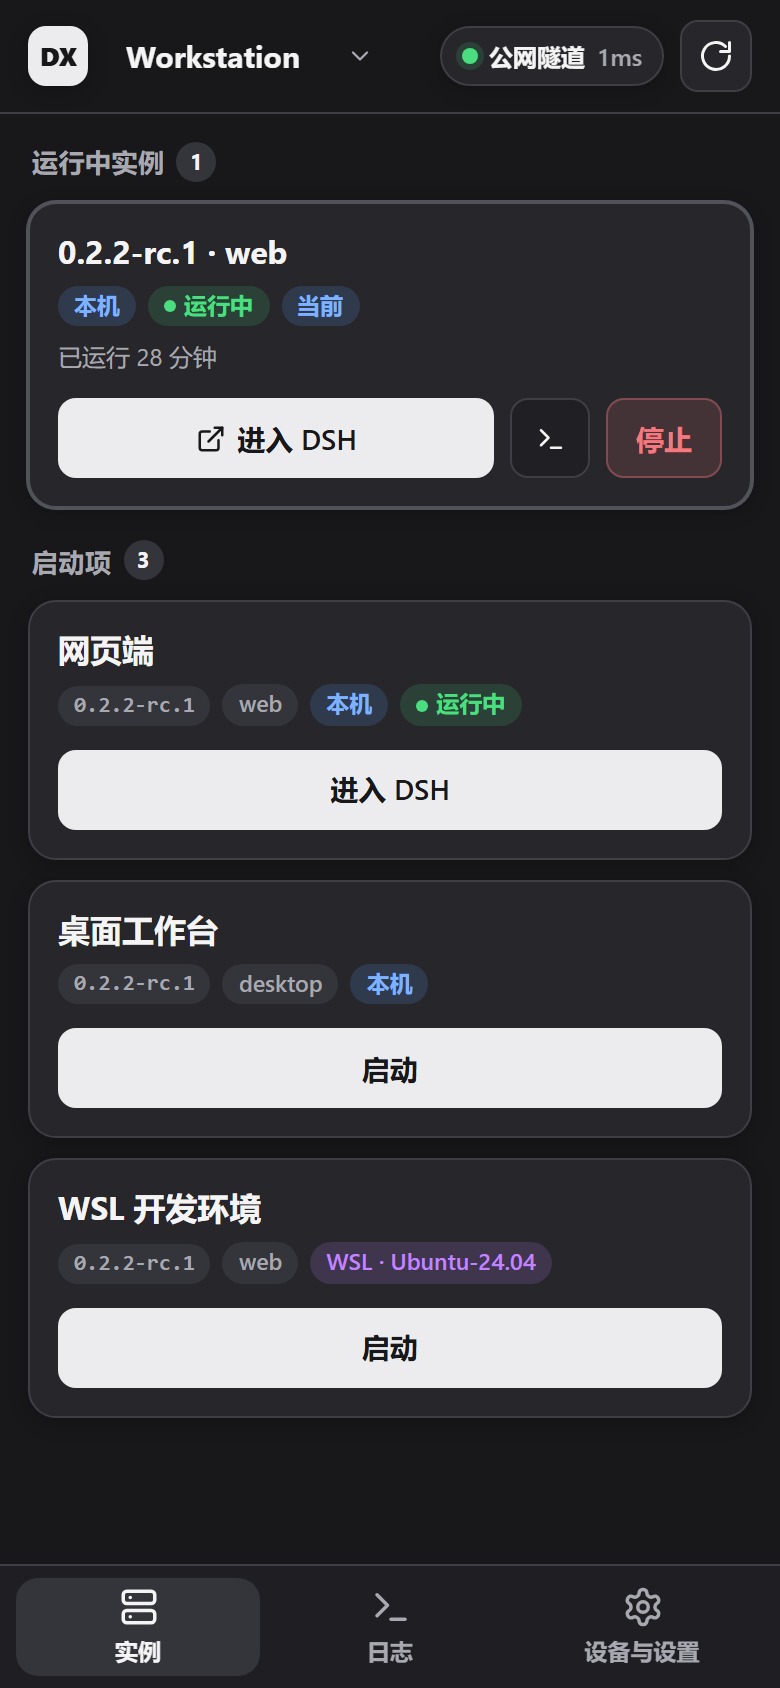 DX Workstation 公网隧道 1ms
运行中实例 1
0.2.2-rc.1 · web
本机 运行中 当前
已运行 28 分钟
进入 DSH 停止
启动项 3
网页端
0.2.2-rc.1 web 本机 运行中
进入 DSH
桌面工作台
0.2.2-rc.1 desktop 本机
启动
WSL 开发环境
0.2.2-rc.1 web WSL · Ubuntu-24.04
启动
实例 日志 设备与设置